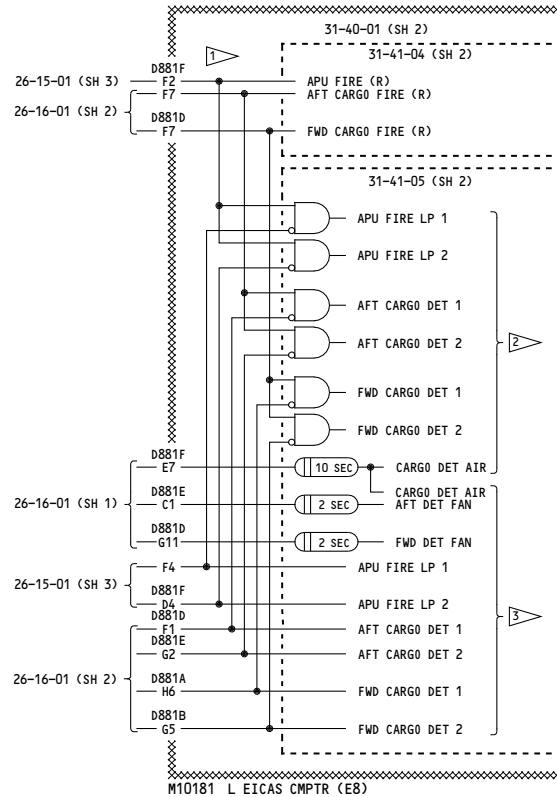 31-40-01 (SH 2)
1
31-41-04 (SH 2)
D881F
26-15-01 (SH 3) F2 APU FIRE (R)
F7 AFT CARGO FIRE (R)
26-16-01 (SH 2)
D881D
F7 FWD CARGO FIRE (R)
31-41-05 (SH 2)
APU FIRE LP 1
APU FIRE LP 2
AFT CARGO DET 1
2
AFT CARGO DET 2
FWD CARGO DET 1
FWD CARGO DET 2
D881F
E7 10 SEC CARGO DET AIR
D881E CARGO DET AIR
26-16-01 (SH 1) C1 2 SEC AFT DET FAN
D881D
G11 2 SEC FWD DET FAN
F4 APU FIRE LP 1
26-15-01 (SH 3)
D881F
D4 APU FIRE LP 2
3
D881D
F1 AFT CARGO DET 1
D881E
G2 AFT CARGO DET 2
26-16-01 (SH 2)
D881A
H6 FWD CARGO DET 1
D881B
G5 FWD CARGO DET 2
M10181 L EICAS CMPTR (E8)